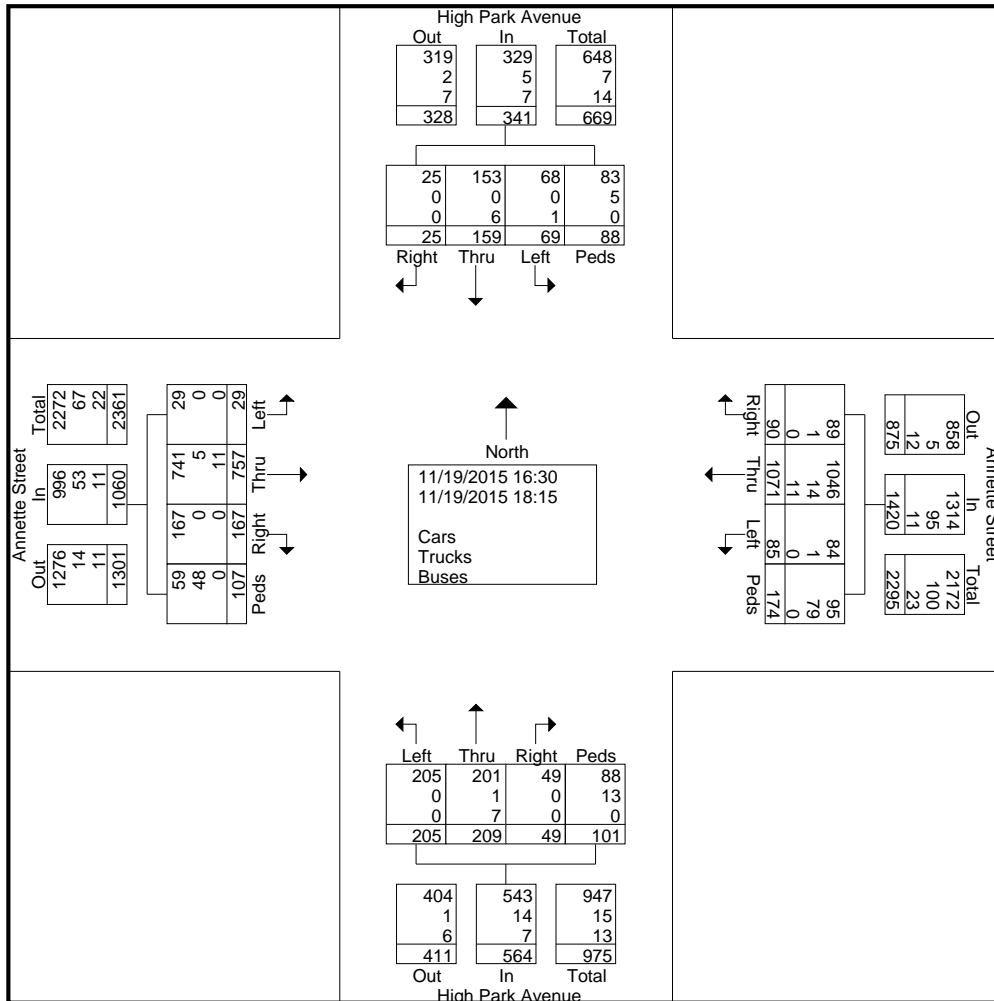 High Park Avenue
Out In Total
319 329 648
2 5 7
7 7 14
328 341 669
25 153 68 83
0 0 0 5
0 6 1 0
25 159 69 88
Right Thru Left Peds
Annette Street
Total In Out
2272 67 22 2361
996 53 11 1060
1276 14 11 1301
29 0 0 29 Left
741 5 11 757 Thru
167 0 0 167 Right
59 48 0 107 Peds
North
11/19/2015 16:30
11/19/2015 18:15
Cars
Trucks
Buses
Right 90 0 1 89
Thru 1071 11 14 1046
Left 85 0 1 84
Peds 174 0 79 95
Annette Street
Out In Total
875 12 5 858
1420 11 95 1314
2295 23 100 2172
Left Thru Right Peds
205 201 49 88
0 1 0 13
0 7 0 0
205 209 49 101
404 543 947
1 14 15
6 7 13
411 564 975
Out In Total
High Park Avenue